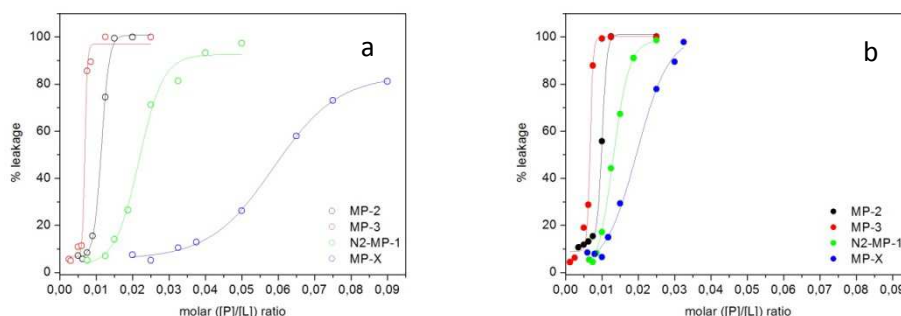 a
% leakage
100
80
60
40
20
0
MP-2
MP-3
N2-MP-1
MP-X
0,00 0,01 0,02 0,03 0,04 0,05 0,06 0,07 0,08 0,09
molar ([P]/[L]) ratio
b
% leakage
100
80
60
40
20
0
MP-2
MP-3
N2-MP-1
MP-X
0,00 0,01 0,02 0,03 0,04 0,05 0,06 0,07 0,08 0,09
molar ([P]/[L]) ratio